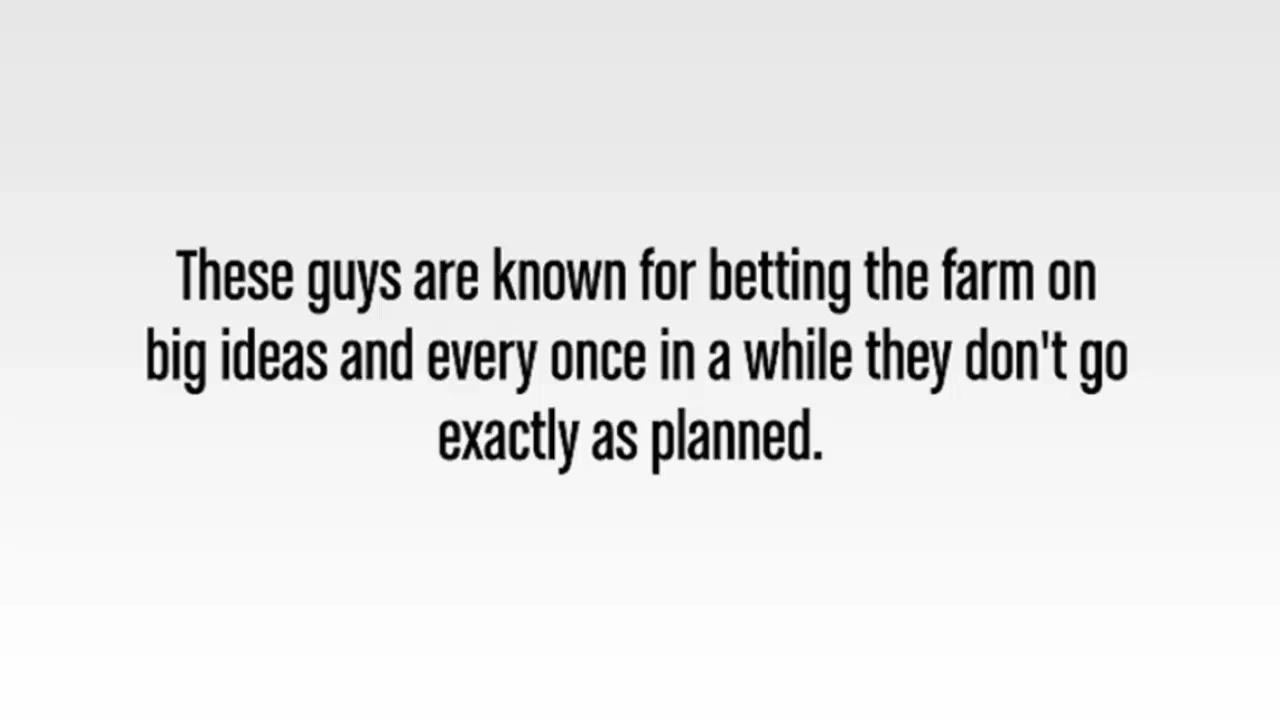 These guys are known for betting the farm on
big ideas and every once in a while they don't go
exactly as planned.